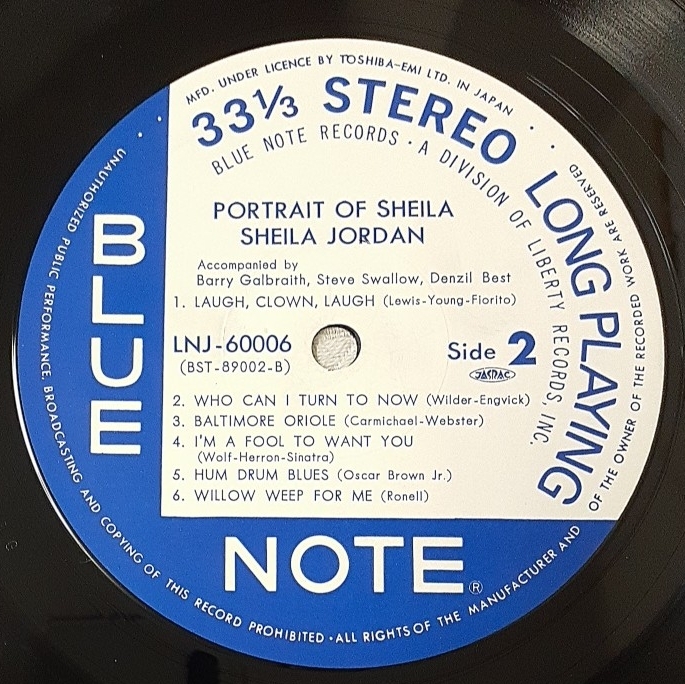 MFD. UNDER LICENCE BY TOSHIBA-EMI LTD. IN JAPAN
33⅓ STEREO LONG PLAYING
BLUE NOTE RECORDS · A DIVISION OF LIBERTY RECORDS, INC.
PORTRAIT OF SHEILA
SHEILA JORDAN
Accompanied by
Barry Galbraith, Steve Swallow, Denzil Best
1. LAUGH, CLOWN, LAUGH (Lewis-Young-Fiorito)
LNJ-60006
(BST-89002-B)
Side 2
JASRAC
2. WHO CAN I TURN TO NOW (Wilder-Engvick)
3. BALTIMORE ORIOLE (Carmichael-Webster)
4. I'M A FOOL TO WANT YOU
(Wolf-Herron-Sinatra)
5. HUM DRUM BLUES (Oscar Brown Jr.)
6. WILLOW WEEP FOR ME (Ronell)
BLUE
NOTE ®
UNAUTHORIZED PUBLIC PERFORMANCE, BROADCASTING AND COPYING OF THIS RECORD PROHIBITED · ALL RIGHTS OF THE MANUFACTURER AND OF THE OWNER OF THE RECORDED WORK ARE RESERVED